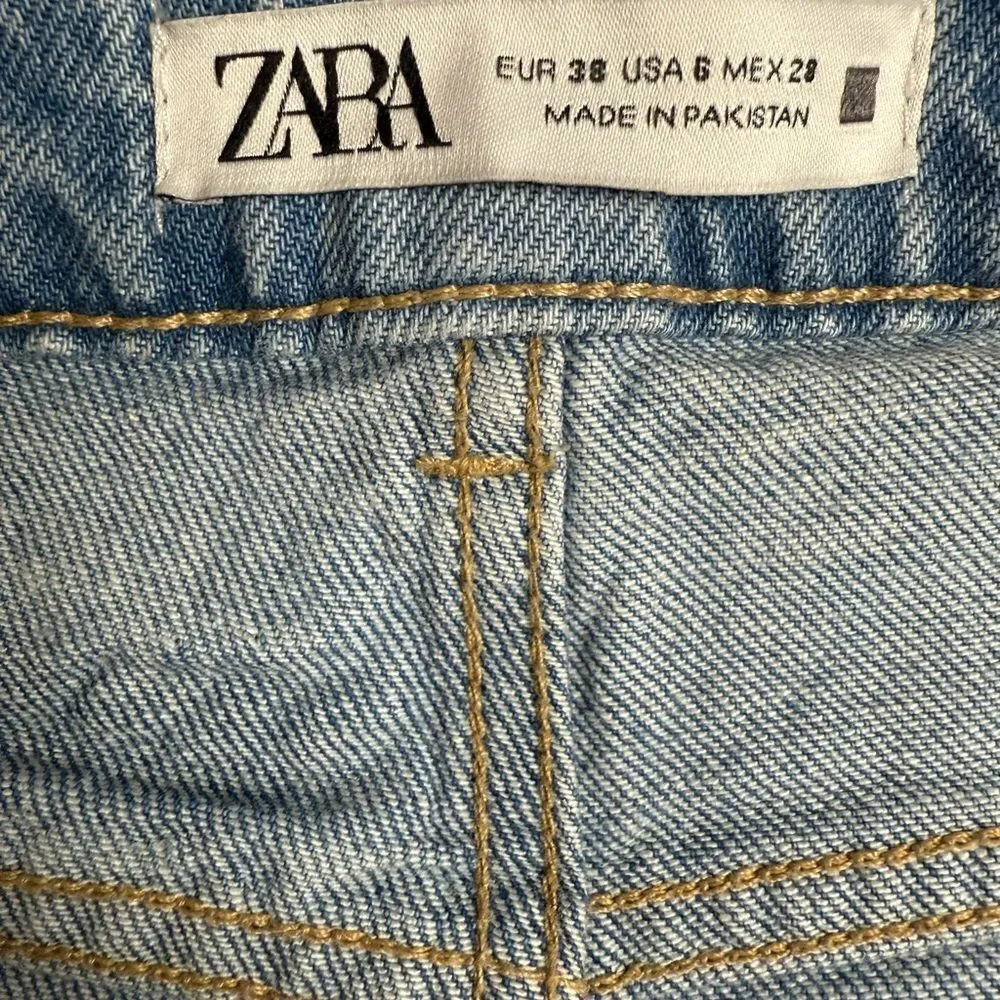 ZARA
EUR 38 USA 6 MEX 28
MADE IN PAKISTAN